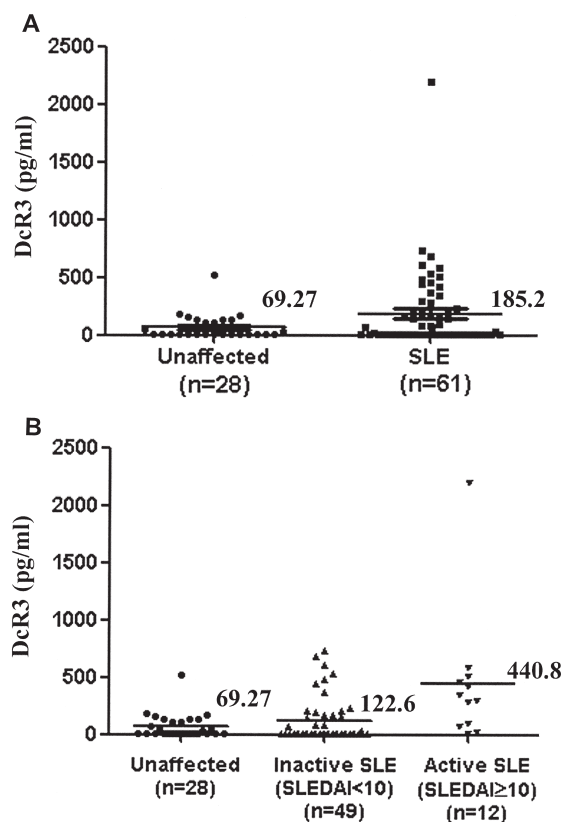 A
2500
2000
1500
1000
500
0
DcR3 (pg/ml)
69.27
185.2
Unaffected
(n=28)
SLE
(n=61)
B
2500
2000
1500
1000
500
0
DcR3 (pg/ml)
69.27
122.6
440.8
Unaffected
(n=28)
Inactive SLE
(SLEDAI<10)
(n=49)
Active SLE
(SLEDAI≥10)
(n=12)